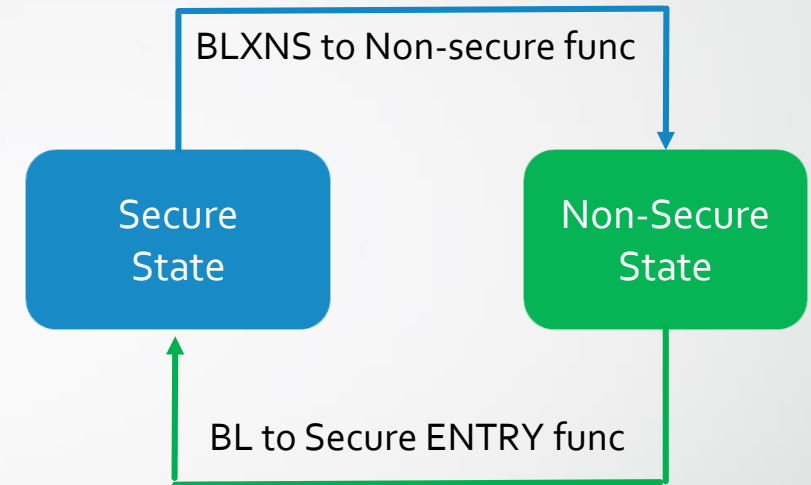 BLXNS to Non-secure func
Secure
State
Non-Secure
State
BL to Secure ENTRY func